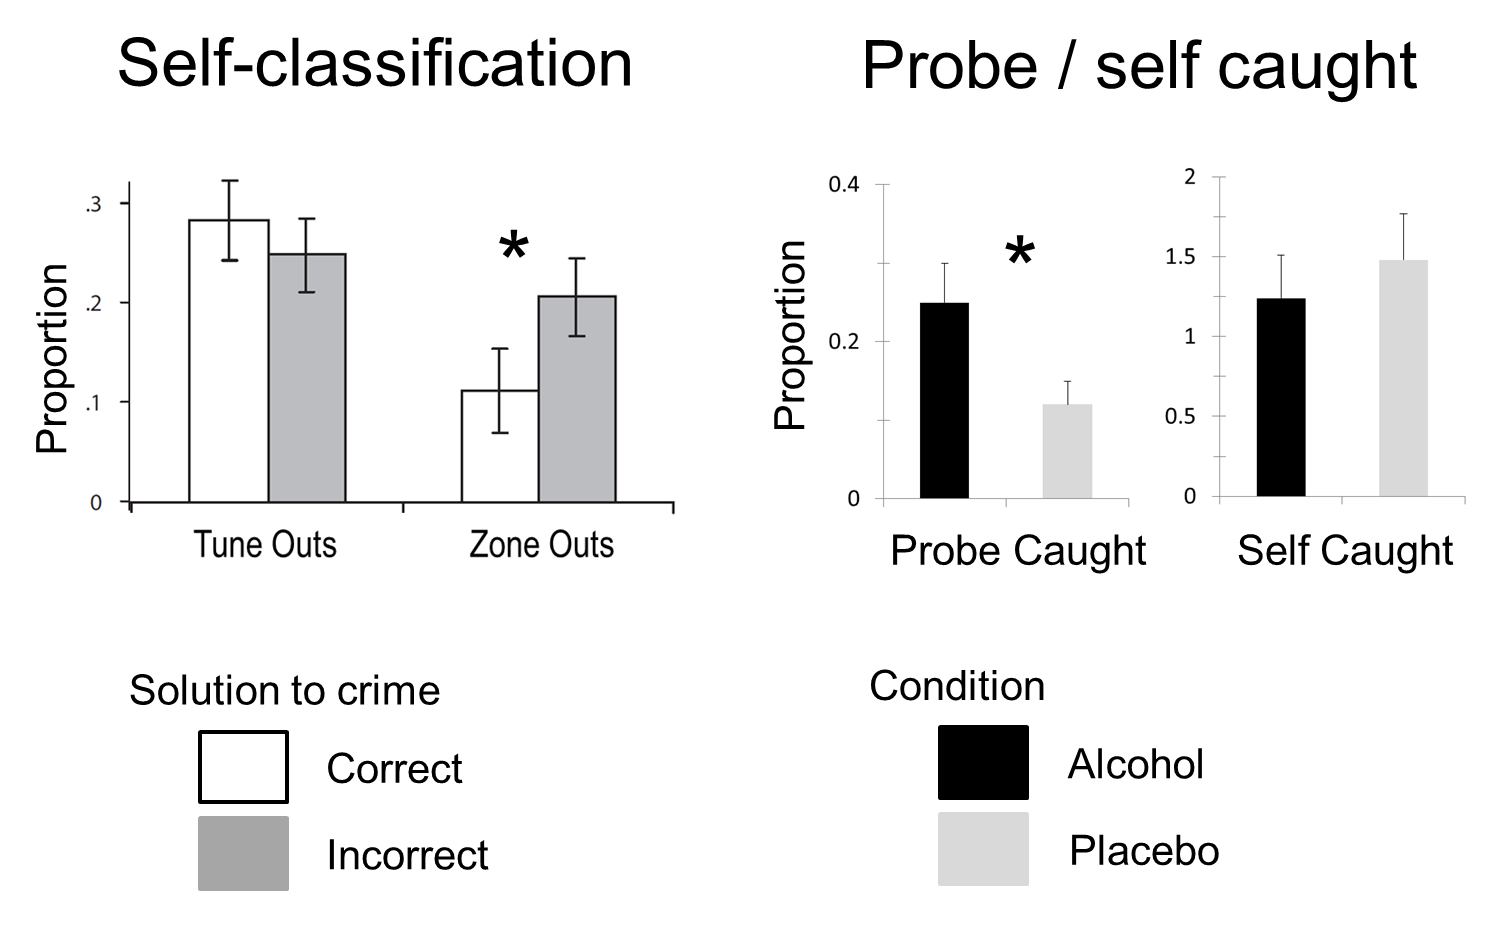 Self-classification
Probe / self caught
Proportion
.3
.2
.1
0
*
Tune Outs
Zone Outs
Proportion
0.4
0.2
0
*
Probe Caught
2
1.5
1
0.5
0
Self Caught
Solution to crime
Correct
Incorrect
Condition
Alcohol
Placebo